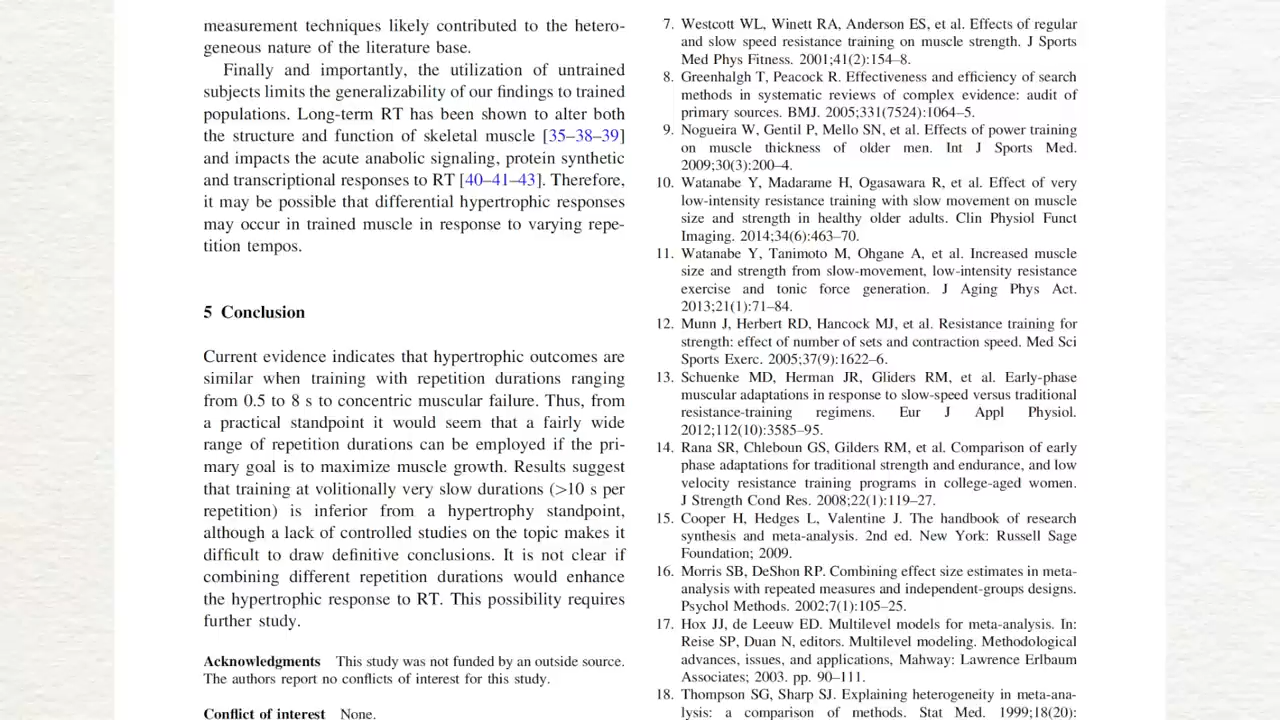 measurement techniques likely contributed to the hetero-
geneous nature of the literature base.
Finally and importantly, the utilization of untrained
subjects limits the generalizability of our findings to trained
populations. Long-term RT has been shown to alter both
the structure and function of skeletal muscle [35–38–39]
and impacts the acute anabolic signaling, protein synthetic
and transcriptional responses to RT [40–41–43]. Therefore,
it may be possible that differential hypertrophic responses
may occur in trained muscle in response to varying repe-
tition tempos.
5 Conclusion
Current evidence indicates that hypertrophic outcomes are
similar when training with repetition durations ranging
from 0.5 to 8 s to concentric muscular failure. Thus, from
a practical standpoint it would seem that a fairly wide
range of repetition durations can be employed if the pri-
mary goal is to maximize muscle growth. Results suggest
that training at volitionally very slow durations (>10 s per
repetition) is inferior from a hypertrophy standpoint,
although a lack of controlled studies on the topic makes it
difficult to draw definitive conclusions. It is not clear if
combining different repetition durations would enhance
the hypertrophic response to RT. This possibility requires
further study.
Acknowledgments This study was not funded by an outside source.
The authors report no conflicts of interest for this study.
Conflict of interest None.
7. Westcott WL, Winett RA, Anderson ES, et al. Effects of regular
and slow speed resistance training on muscle strength. J Sports
Med Phys Fitness. 2001;41(2):154–8.
8. Greenhalgh T, Peacock R. Effectiveness and efficiency of search
methods in systematic reviews of complex evidence: audit of
primary sources. BMJ. 2005;331(7524):1064–5.
9. Nogueira W, Gentil P, Mello SN, et al. Effects of power training
on muscle thickness of older men. Int J Sports Med.
2009;30(3):200–4.
10. Watanabe Y, Madarame H, Ogasawara R, et al. Effect of very
low-intensity resistance training with slow movement on muscle
size and strength in healthy older adults. Clin Physiol Funct
Imaging. 2014;34(6):463–70.
11. Watanabe Y, Tanimoto M, Ohgane A, et al. Increased muscle
size and strength from slow-movement, low-intensity resistance
exercise and tonic force generation. J Aging Phys Act.
2013;21(1):71–84.
12. Munn J, Herbert RD, Hancock MJ, et al. Resistance training for
strength: effect of number of sets and contraction speed. Med Sci
Sports Exerc. 2005;37(9):1622–6.
13. Schuenke MD, Herman JR, Gliders RM, et al. Early-phase
muscular adaptations in response to slow-speed versus traditional
resistance-training regimens. Eur J Appl Physiol.
2012;112(10):3585–95.
14. Rana SR, Chleboun GS, Gilders RM, et al. Comparison of early
phase adaptations for traditional strength and endurance, and low
velocity resistance training programs in college-aged women.
J Strength Cond Res. 2008;22(1):119–27.
15. Cooper H, Hedges L, Valentine J. The handbook of research
synthesis and meta-analysis. 2nd ed. New York: Russell Sage
Foundation; 2009.
16. Morris SB, DeShon RP. Combining effect size estimates in meta-
analysis with repeated measures and independent-groups designs.
Psychol Methods. 2002;7(1):105–25.
17. Hox JJ, de Leeuw ED. Multilevel models for meta-analysis. In:
Reise SP, Duan N, editors. Multilevel modeling. Methodological
advances, issues, and applications, Mahway: Lawrence Erlbaum
Associates; 2003. pp. 90–111.
18. Thompson SG, Sharp SJ. Explaining heterogeneity in meta-ana-
lysis: a comparison of methods. Stat Med. 1999;18(20):